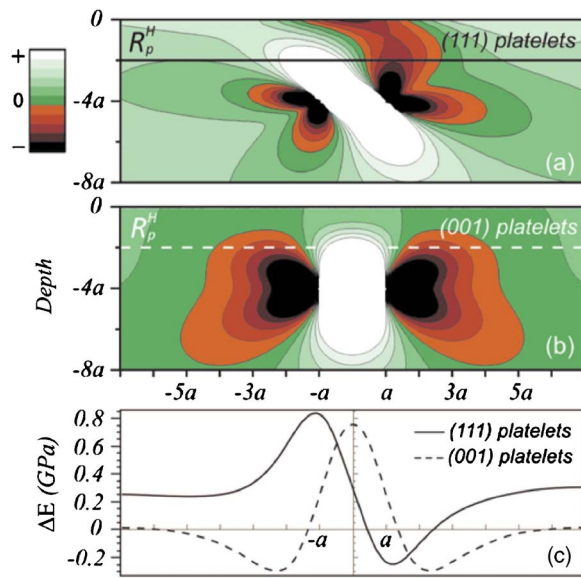 +
0
−
0
-4a
-8a
R_p^H
(111) platelets
(a)
Depth
0
-4a
-8a
R_p^H
(001) platelets
(b)
-5a -3a -a a 3a 5a
ΔE (GPa)
0.8
0.6
0.4
0.2
0
-0.2
(111) platelets
(001) platelets
-a a
(c)